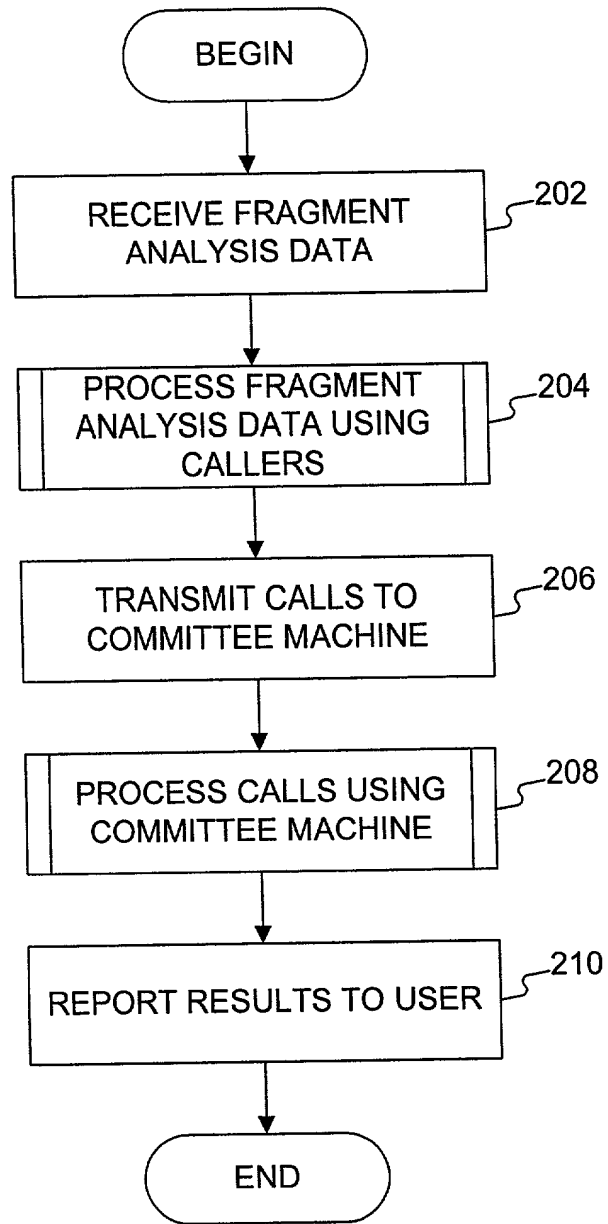 BEGIN
RECEIVE FRAGMENT
ANALYSIS DATA
202
PROCESS FRAGMENT
ANALYSIS DATA USING
CALLERS
204
TRANSMIT CALLS TO
COMMITTEE MACHINE
206
PROCESS CALLS USING
COMMITTEE MACHINE
208
REPORT RESULTS TO USER
210
END